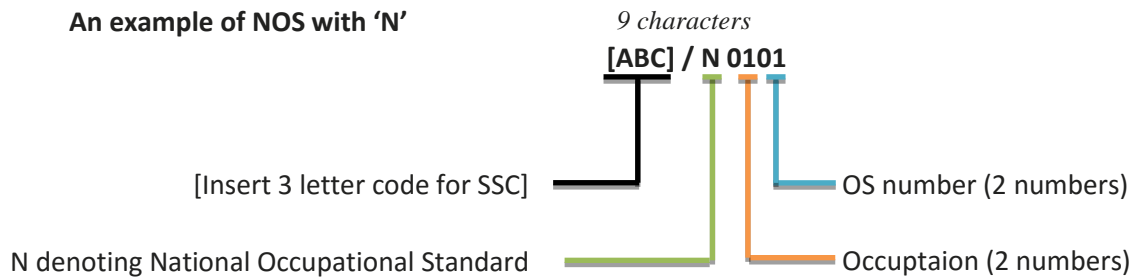 An example of NOS with ‘N’
9 characters
[ABC] / N 0101
[Insert 3 letter code for SSC]
OS number (2 numbers)
N denoting National Occupational Standard
Occuptaion (2 numbers)